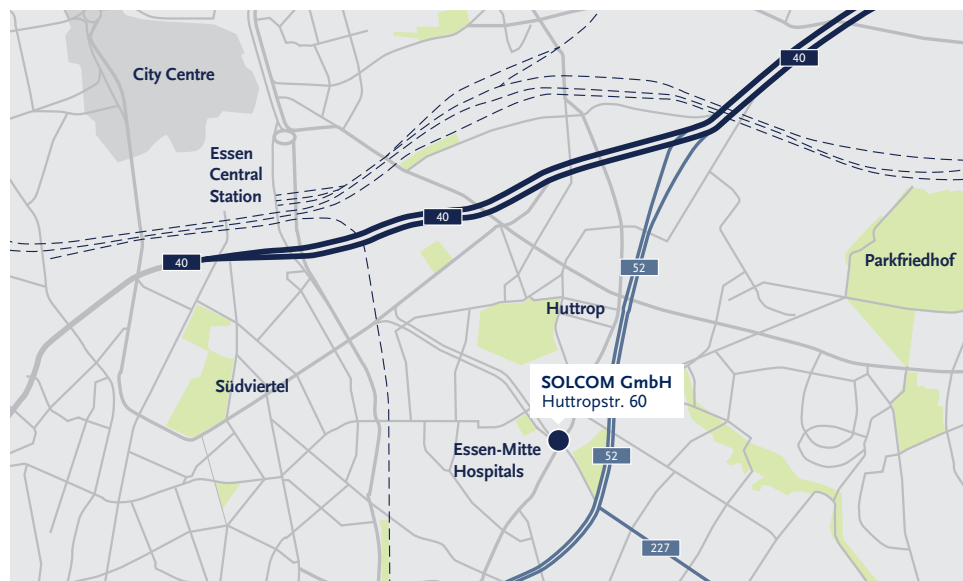 City Centre
40
Essen
Central
Station
40
40
52
Parkfriedhof
Huttrop
Südviertel
SOLCOM GmbH
Huttropstr. 60
Essen-Mitte
Hospitals
52
227